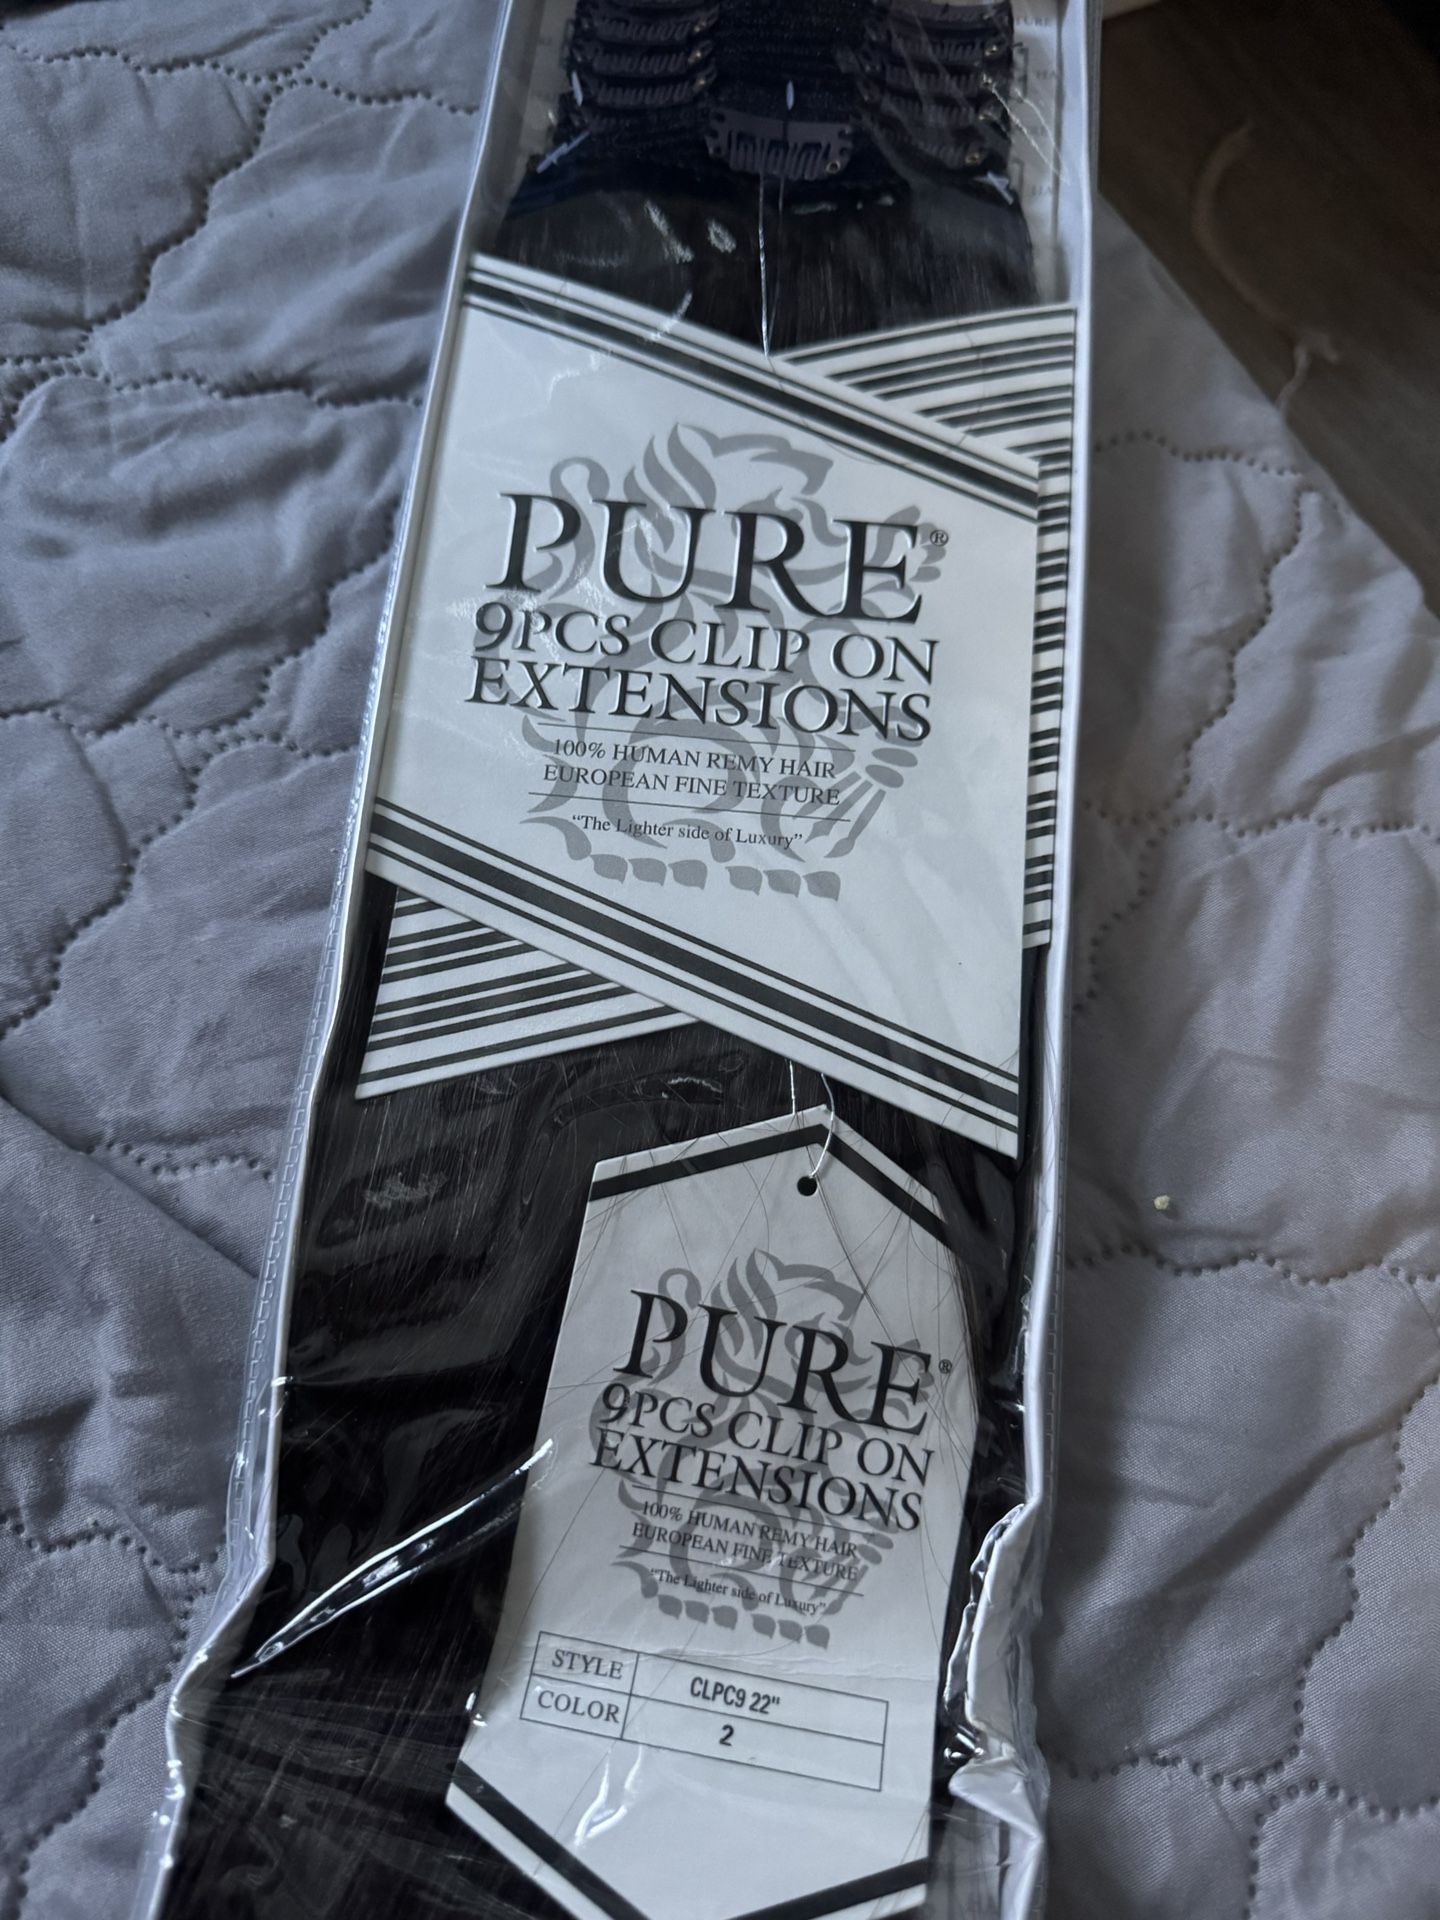 PURE®
9PCS CLIP ON
EXTENSIONS
100% HUMAN REMY HAIR
EUROPEAN FINE TEXTURE
"The Lighter side of Luxury"
PURE®
9PCS CLIP ON
EXTENSIONS
100% HUMAN REMY HAIR
EUROPEAN FINE TEXTURE
"The Lighter side of Luxury"
STYLE CLPC9 22"
COLOR 2